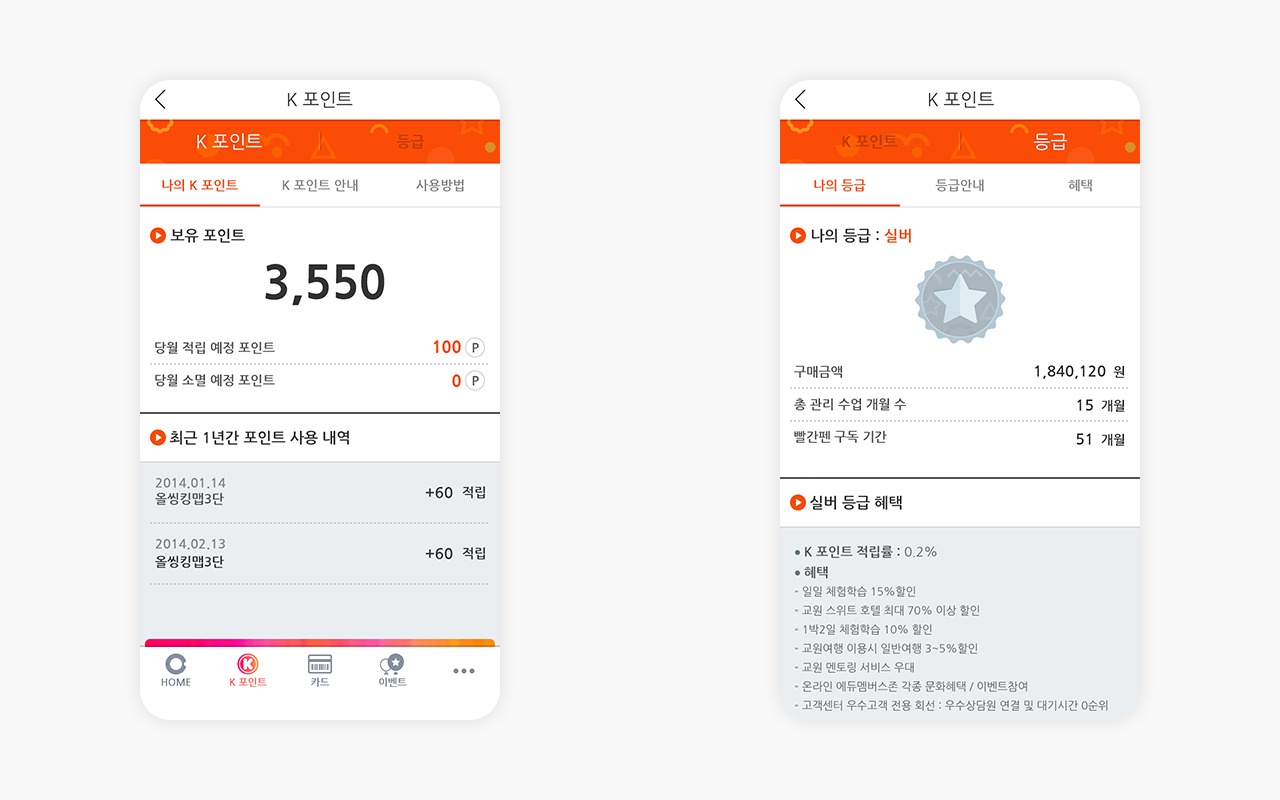 K 포인트
K 포인트 등급
나의 K 포인트 K 포인트 안내 사용방법
보유 포인트
3,550
당월 적립 예정 포인트 100 P
당월 소멸 예정 포인트 0 P
최근 1년간 포인트 사용 내역
2014.01.14
올씽킹맵3단 +60 적립
2014.02.13
올씽킹맵3단 +60 적립
HOME K 포인트 카드 이벤트
K 포인트
K 포인트 등급
나의 등급 등급안내 혜택
나의 등급 : 실버
구매금액 1,840,120 원
총 관리 수업 개월 수 15 개월
빨간펜 구독 기간 51 개월
실버 등급 혜택
• K 포인트 적립률 : 0.2%
• 혜택
- 일일 체험학습 15%할인
- 교원 스위트 호텔 최대 70% 이상 할인
- 1박2일 체험학습 10% 할인
- 교원여행 이용시 일반여행 3~5%할인
- 교원 멘토링 서비스 우대
- 온라인 에듀멤버스존 각종 문화혜택 / 이벤트참여
- 고객센터 우수고객 전용 회선 : 우수상담원 연결 및 대기시간 0순위